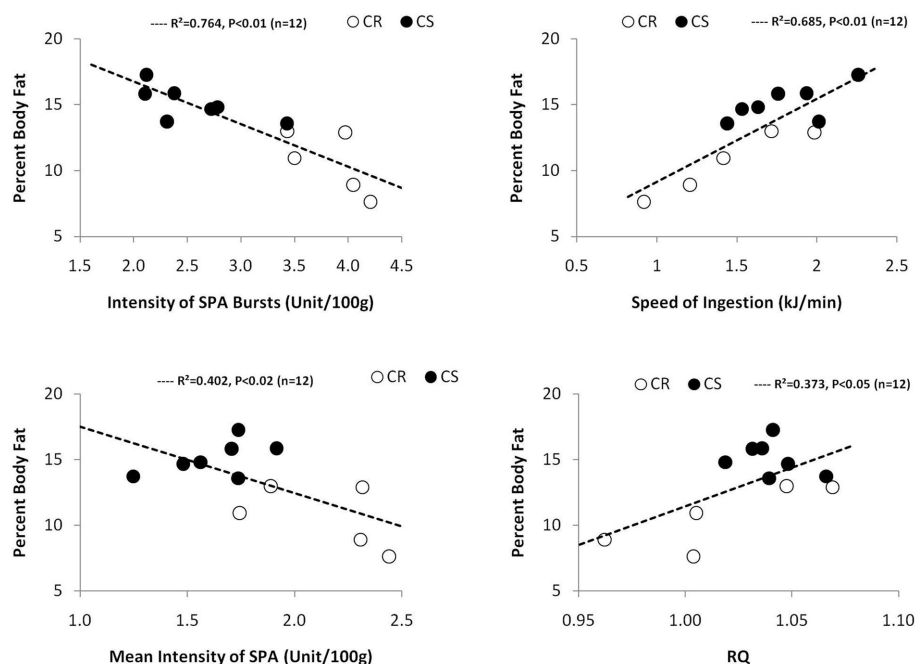 ---- R²=0.764, P<0.01 (n=12)
CR CS
Percent Body Fat
20
15
10
5
1.5 2.0 2.5 3.0 3.5 4.0 4.5
Intensity of SPA Bursts (Unit/100g)
CR CS
---- R²=0.685, P<0.01 (n=12)
Percent Body Fat
20
15
10
5
0.5 1 1.5 2 2.5
Speed of Ingestion (kJ/min)
---- R²=0.402, P<0.02 (n=12)
CR CS
Percent Body Fat
20
15
10
5
1.0 1.5 2.0 2.5
Mean Intensity of SPA (Unit/100g)
CR CS
---- R²=0.373, P<0.05 (n=12)
Percent Body Fat
20
15
10
5
0.95 1.00 1.05 1.10
RQ